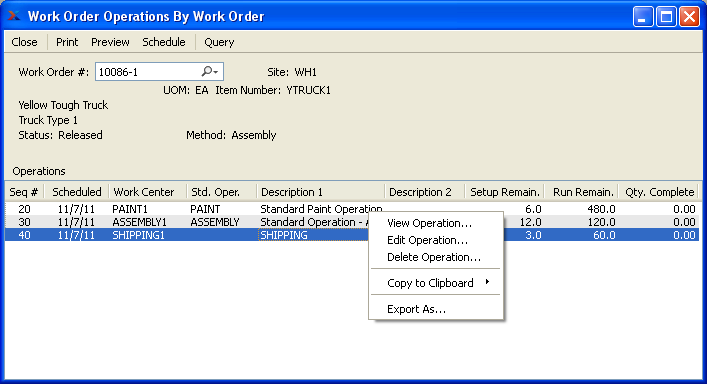 Work Order Operations By Work Order
Close Print Preview Schedule Query
Work Order #: 10086-1 Site: WH1
UOM: EA Item Number: YTRUCK1
Yellow Tough Truck
Truck Type 1
Status: Released Method: Assembly
Operations
Seq # Scheduled Work Center Std. Oper. Description 1 Description 2 Setup Remain. Run Remain. Qty. Complete
20 11/7/11 PAINT1 PAINT Standard Paint Operation 6.0 480.0 0.00
30 11/7/11 ASSEMBLY1 ASSEMBLY Standard Operation - 12.0 120.0 0.00
40 11/7/11 SHIPPING1 SHIPPING 3.0 60.0 0.00
View Operation...
Edit Operation...
Delete Operation...
Copy to Clipboard
Export As...